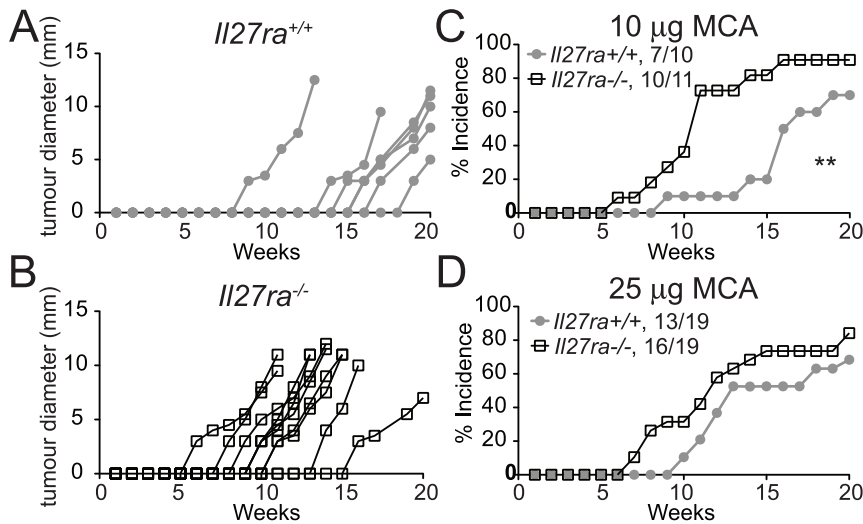 A
Il27ra+/+
tumour diameter (mm)
15
10
5
0
0 5 10 15 20
Weeks
B
Il27ra-/-
tumour diameter (mm)
15
10
5
0
0 5 10 15 20
Weeks
C
10 µg MCA
% Incidence
100
80
60
40
20
0
Il27ra+/+, 7/10
Il27ra-/-, 10/11
**
0 5 10 15 20
Weeks
D
25 µg MCA
% Incidence
100
80
60
40
20
0
Il27ra+/+, 13/19
Il27ra-/-, 16/19
0 5 10 15 20
Weeks